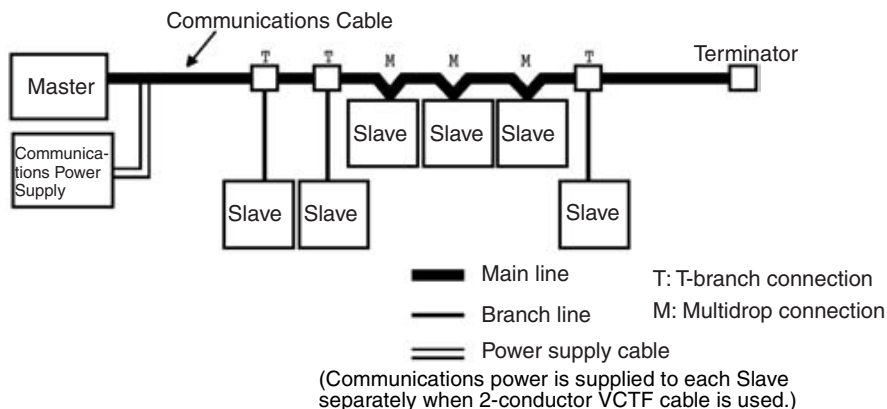 Communications Cable
T
T
M
M
M
T
Terminator
Master
Communica-
tions Power
Supply
Slave
Slave
Slave
Slave
Slave
Slave
Main line
T: T-branch connection
Branch line
M: Multidrop connection
Power supply cable
(Communications power is supplied to each Slave
separately when 2-conductor VCTF cable is used.)